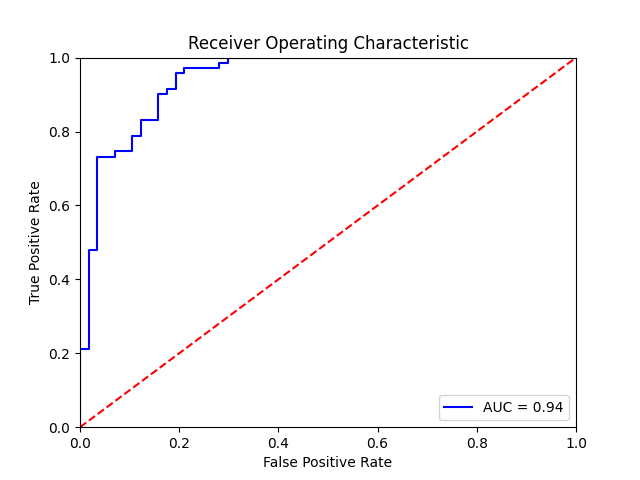 Receiver Operating Characteristic
1.0
0.8
0.6
0.4
0.2
0.0
True Positive Rate
AUC = 0.94
0.0 0.2 0.4 0.6 0.8 1.0
False Positive Rate